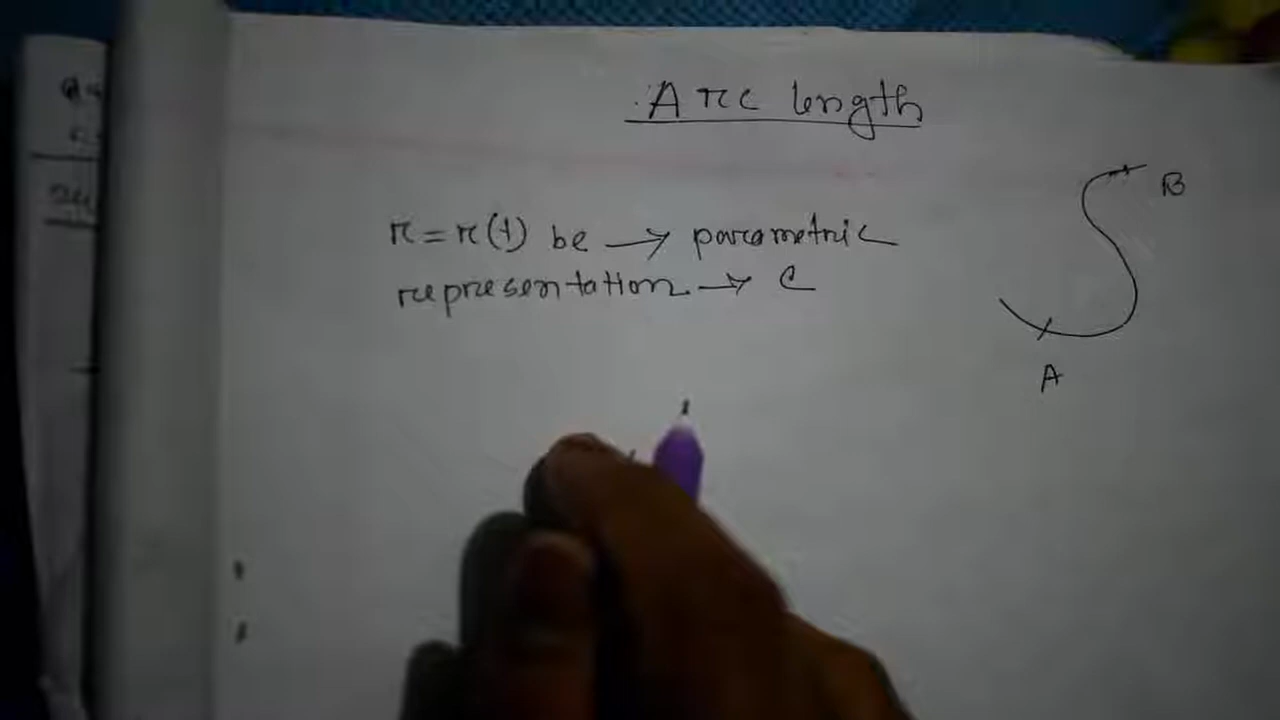 Arc length
r = r(t) be → parametric
representation → C
B
A